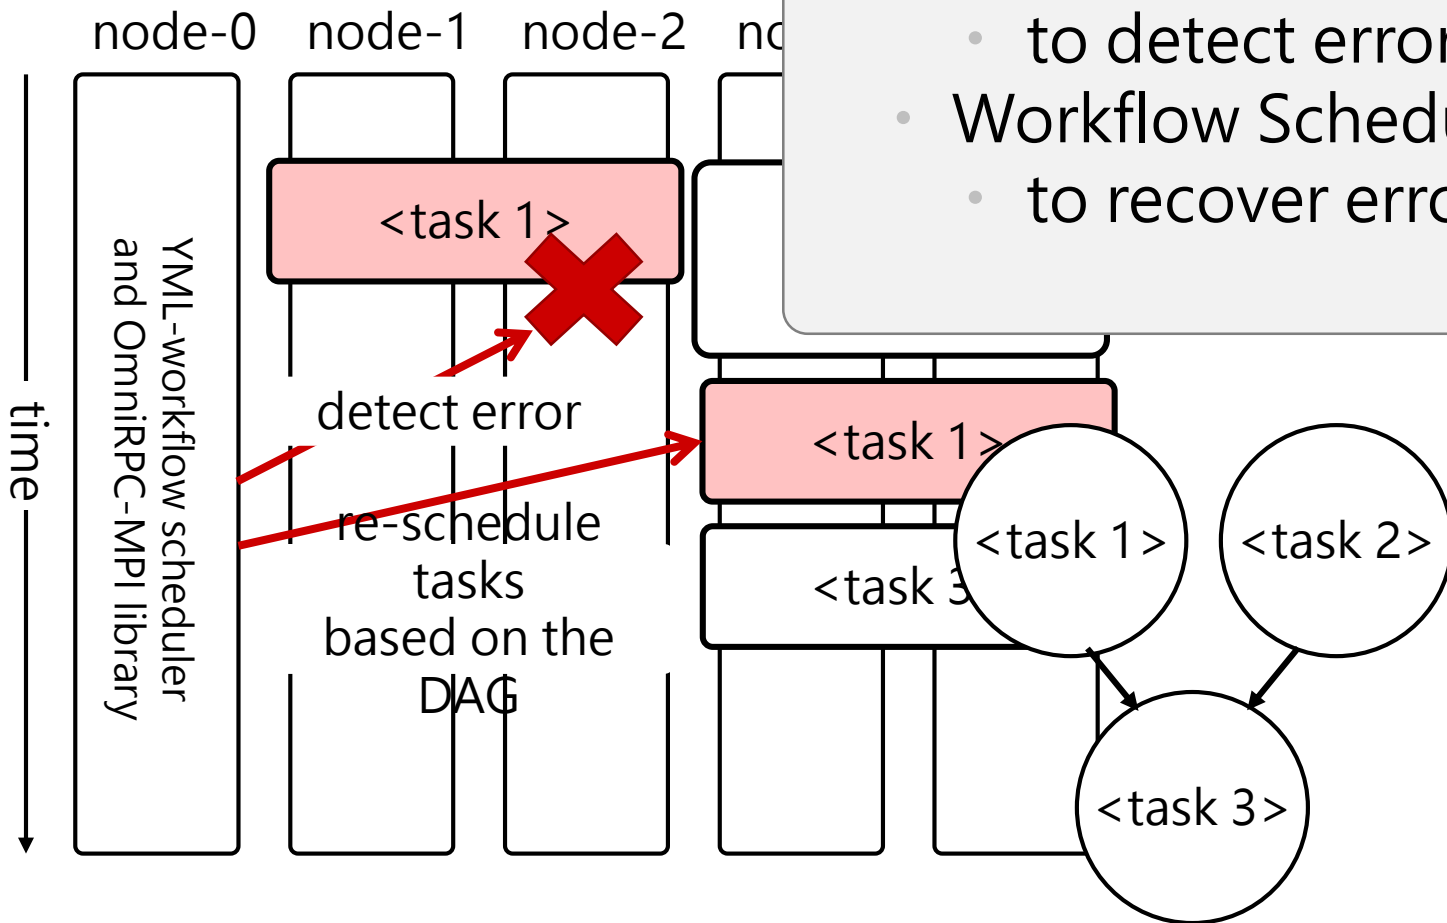 node-0 node-1 node-2
to detect error
Workflow Schedu
to recover erro
<task 1>
YML-workflow scheduler
and OmniRPC-MPI library
time
detect error
<task 1>
re-schedule
tasks
based on the
DAG
<task 3
<task 1>
<task 2>
<task 3>